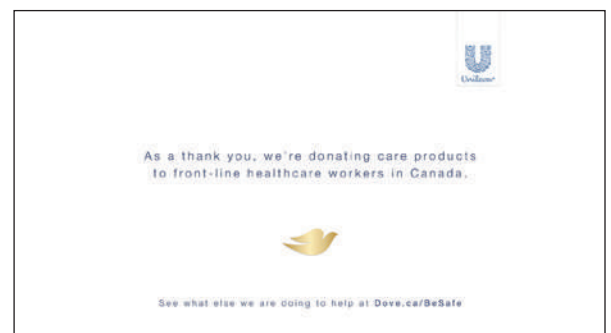 Unilever
As a thank you, we're donating care products
to front-line healthcare workers in Canada.
See what else we are doing to help at Dove.ca/BeSafe